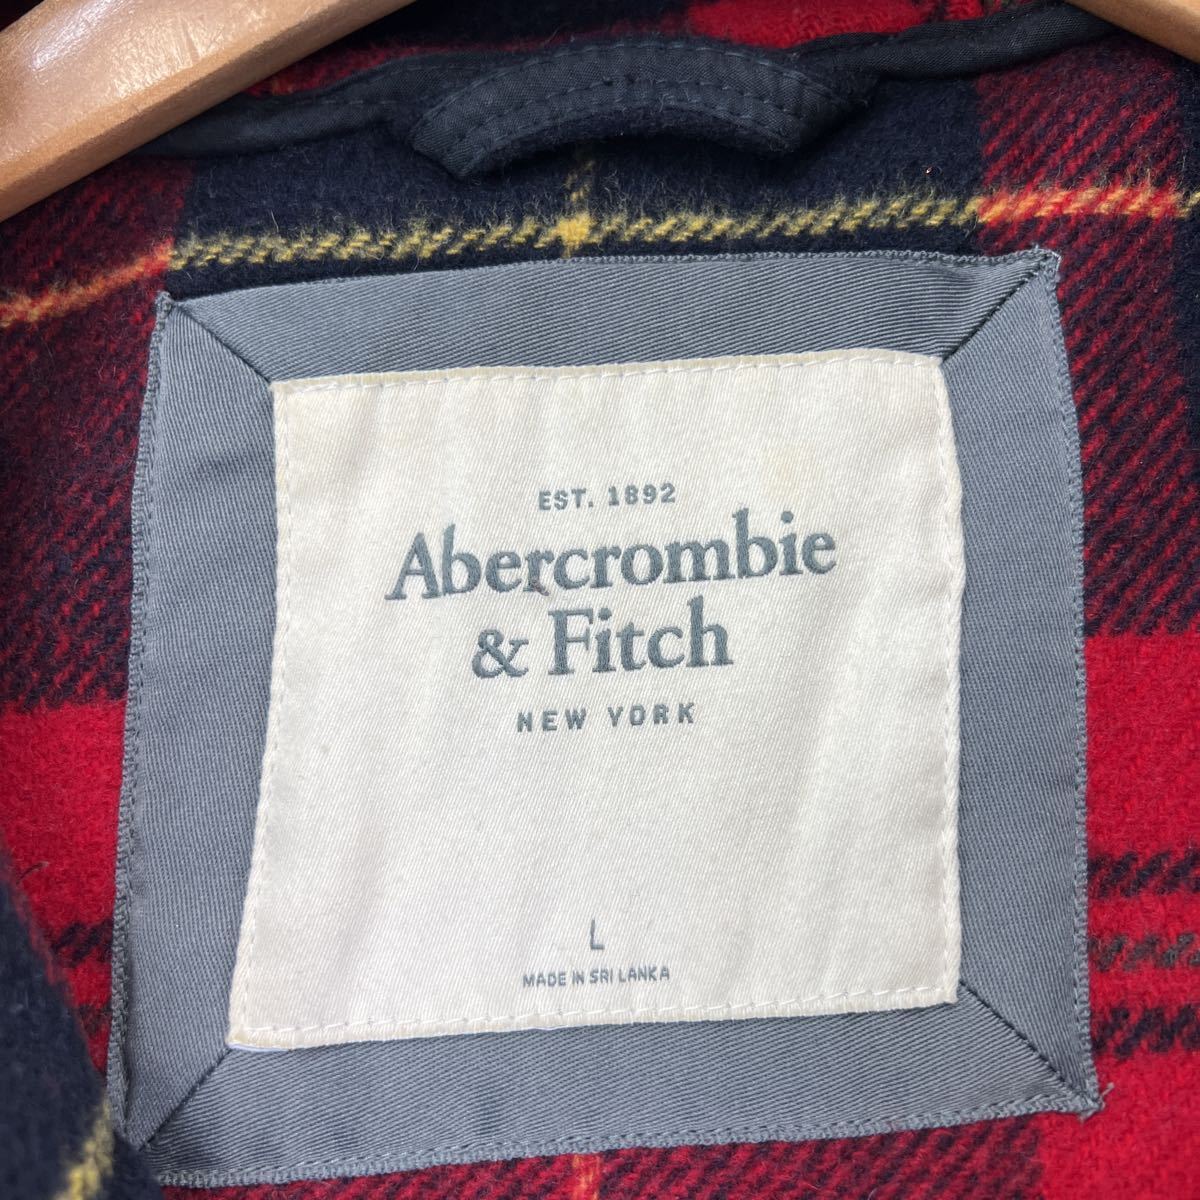 EST. 1892
Abercrombie
& Fitch
NEW YORK
L
MADE IN SRI LANKA